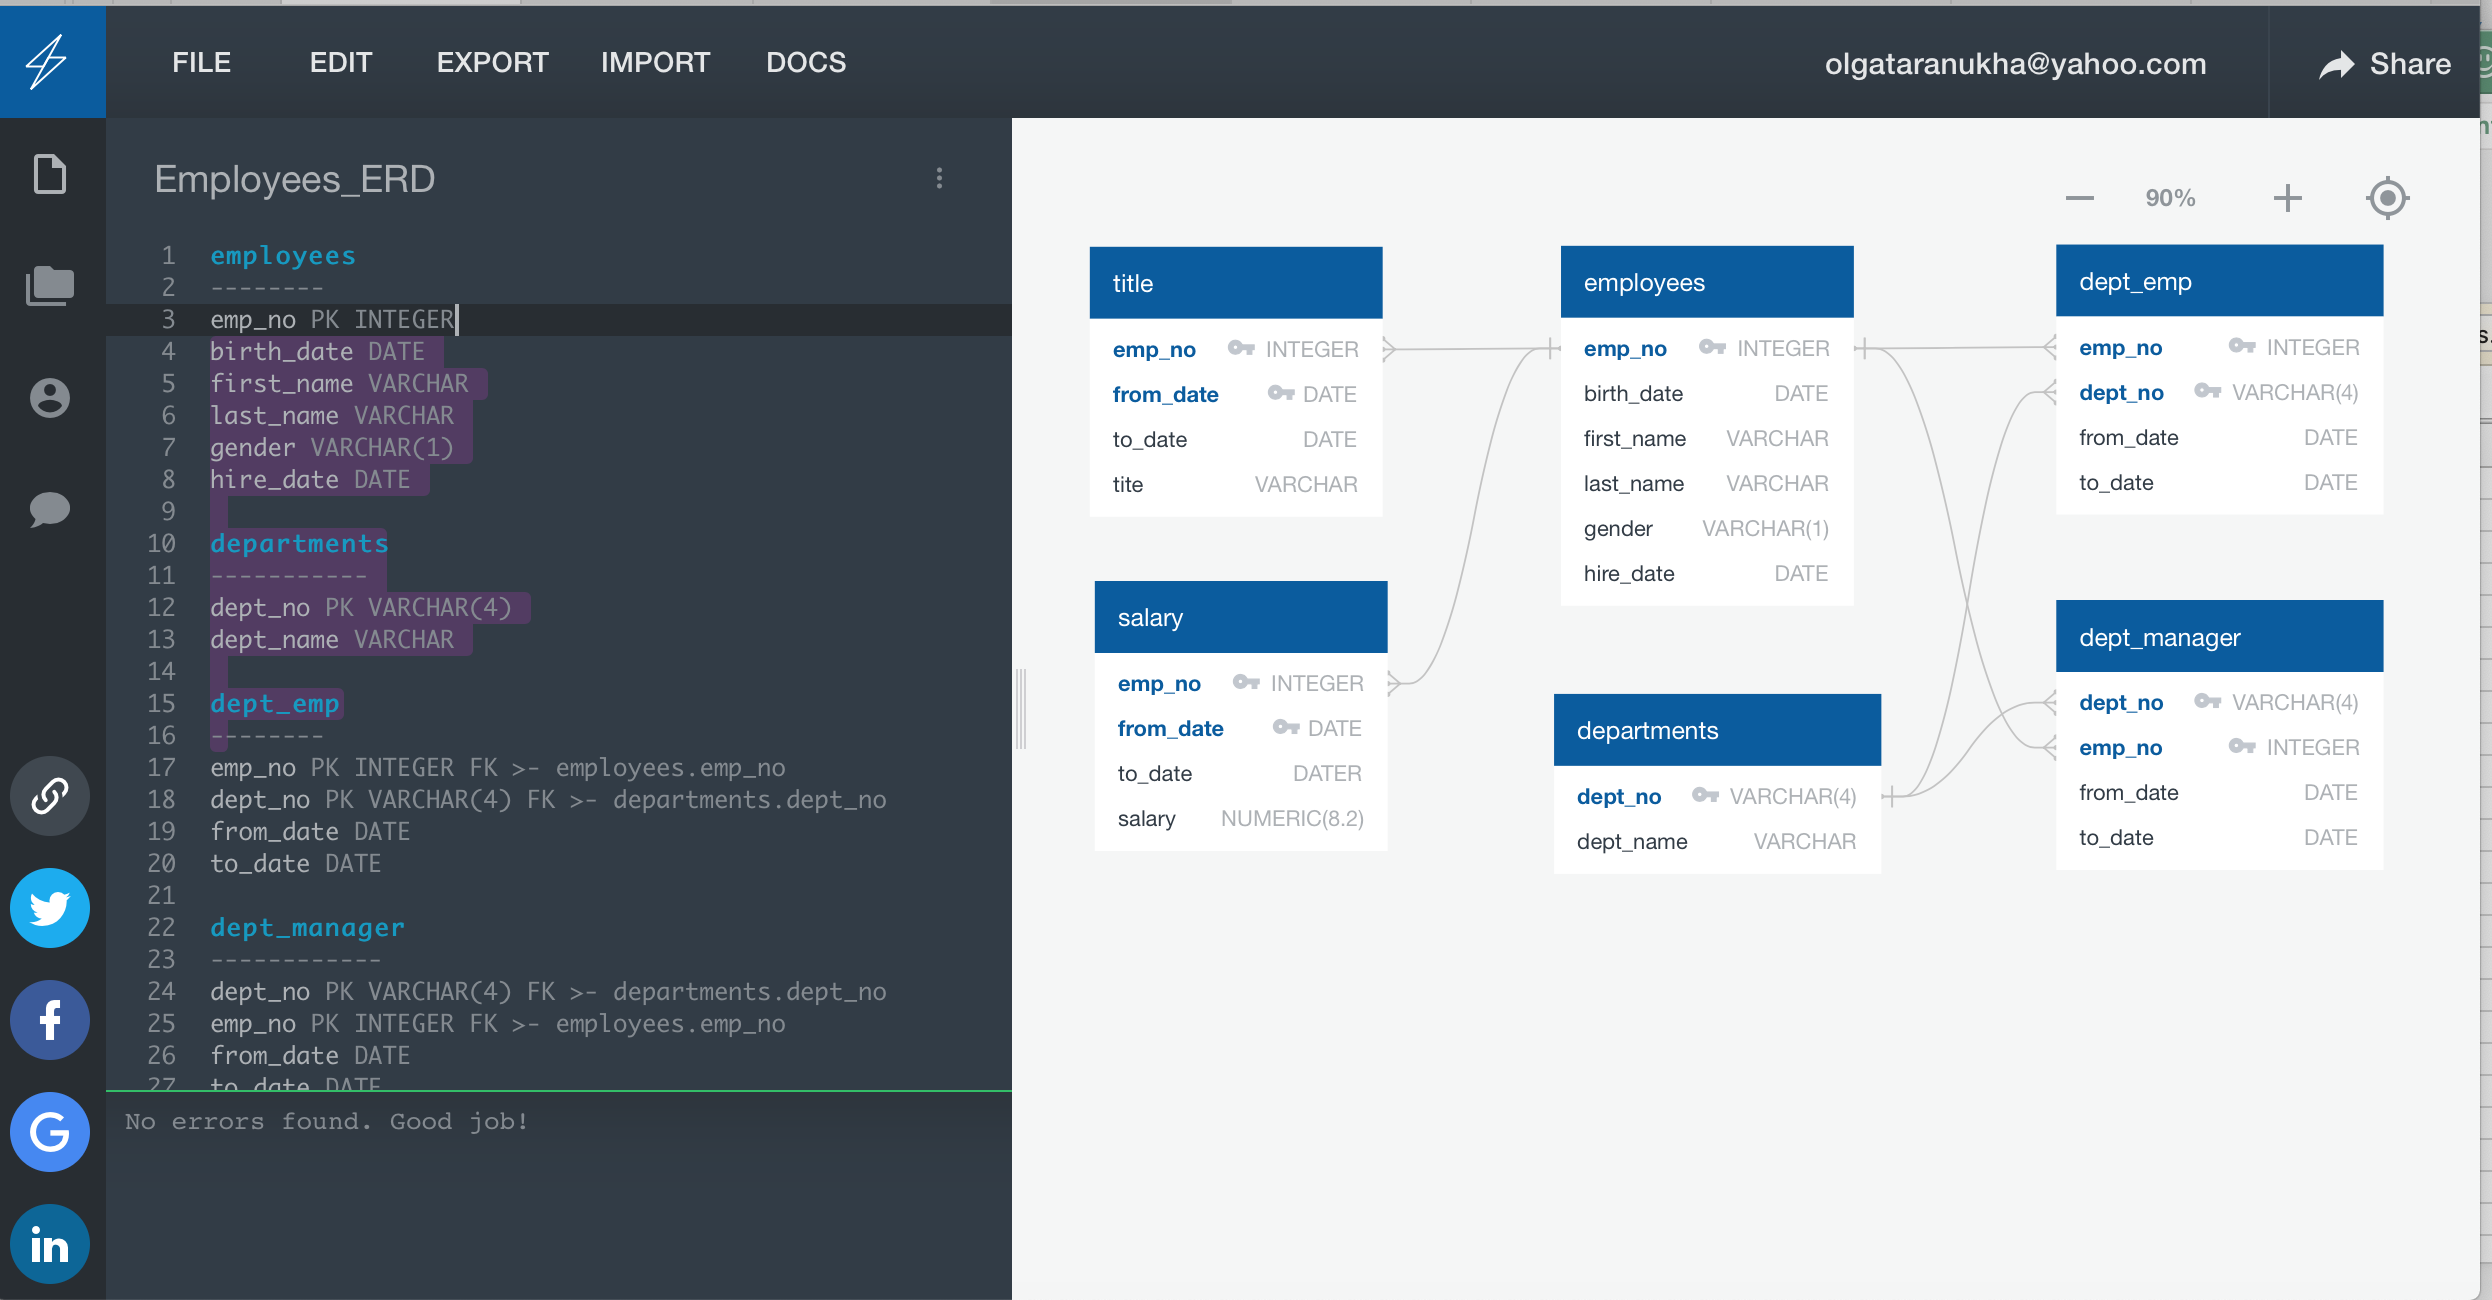 FILE EDIT EXPORT IMPORT DOCS olgataranukha@yahoo.com Share
Employees_ERD
1 employees
2 --------
3 emp_no PK INTEGER
4 birth_date DATE
5 first_name VARCHAR
6 last_name VARCHAR
7 gender VARCHAR(1)
8 hire_date DATE
9
10 departments
11 -----------
12 dept_no PK VARCHAR(4)
13 dept_name VARCHAR
14
15 dept_emp
16 --------
17 emp_no PK INTEGER FK >- employees.emp_no
18 dept_no PK VARCHAR(4) FK >- departments.dept_no
19 from_date DATE
20 to_date DATE
21
22 dept_manager
23 ------------
24 dept_no PK VARCHAR(4) FK >- departments.dept_no
25 emp_no PK INTEGER FK >- employees.emp_no
26 from_date DATE
27 to_date DATE
No errors found. Good job!
90%
title
emp_no INTEGER
from_date DATE
to_date DATE
tite VARCHAR
employees
emp_no INTEGER
birth_date DATE
first_name VARCHAR
last_name VARCHAR
gender VARCHAR(1)
hire_date DATE
dept_emp
emp_no INTEGER
dept_no VARCHAR(4)
from_date DATE
to_date DATE
salary
emp_no INTEGER
from_date DATE
to_date DATER
salary NUMERIC(8.2)
departments
dept_no VARCHAR(4)
dept_name VARCHAR
dept_manager
dept_no VARCHAR(4)
emp_no INTEGER
from_date DATE
to_date DATE